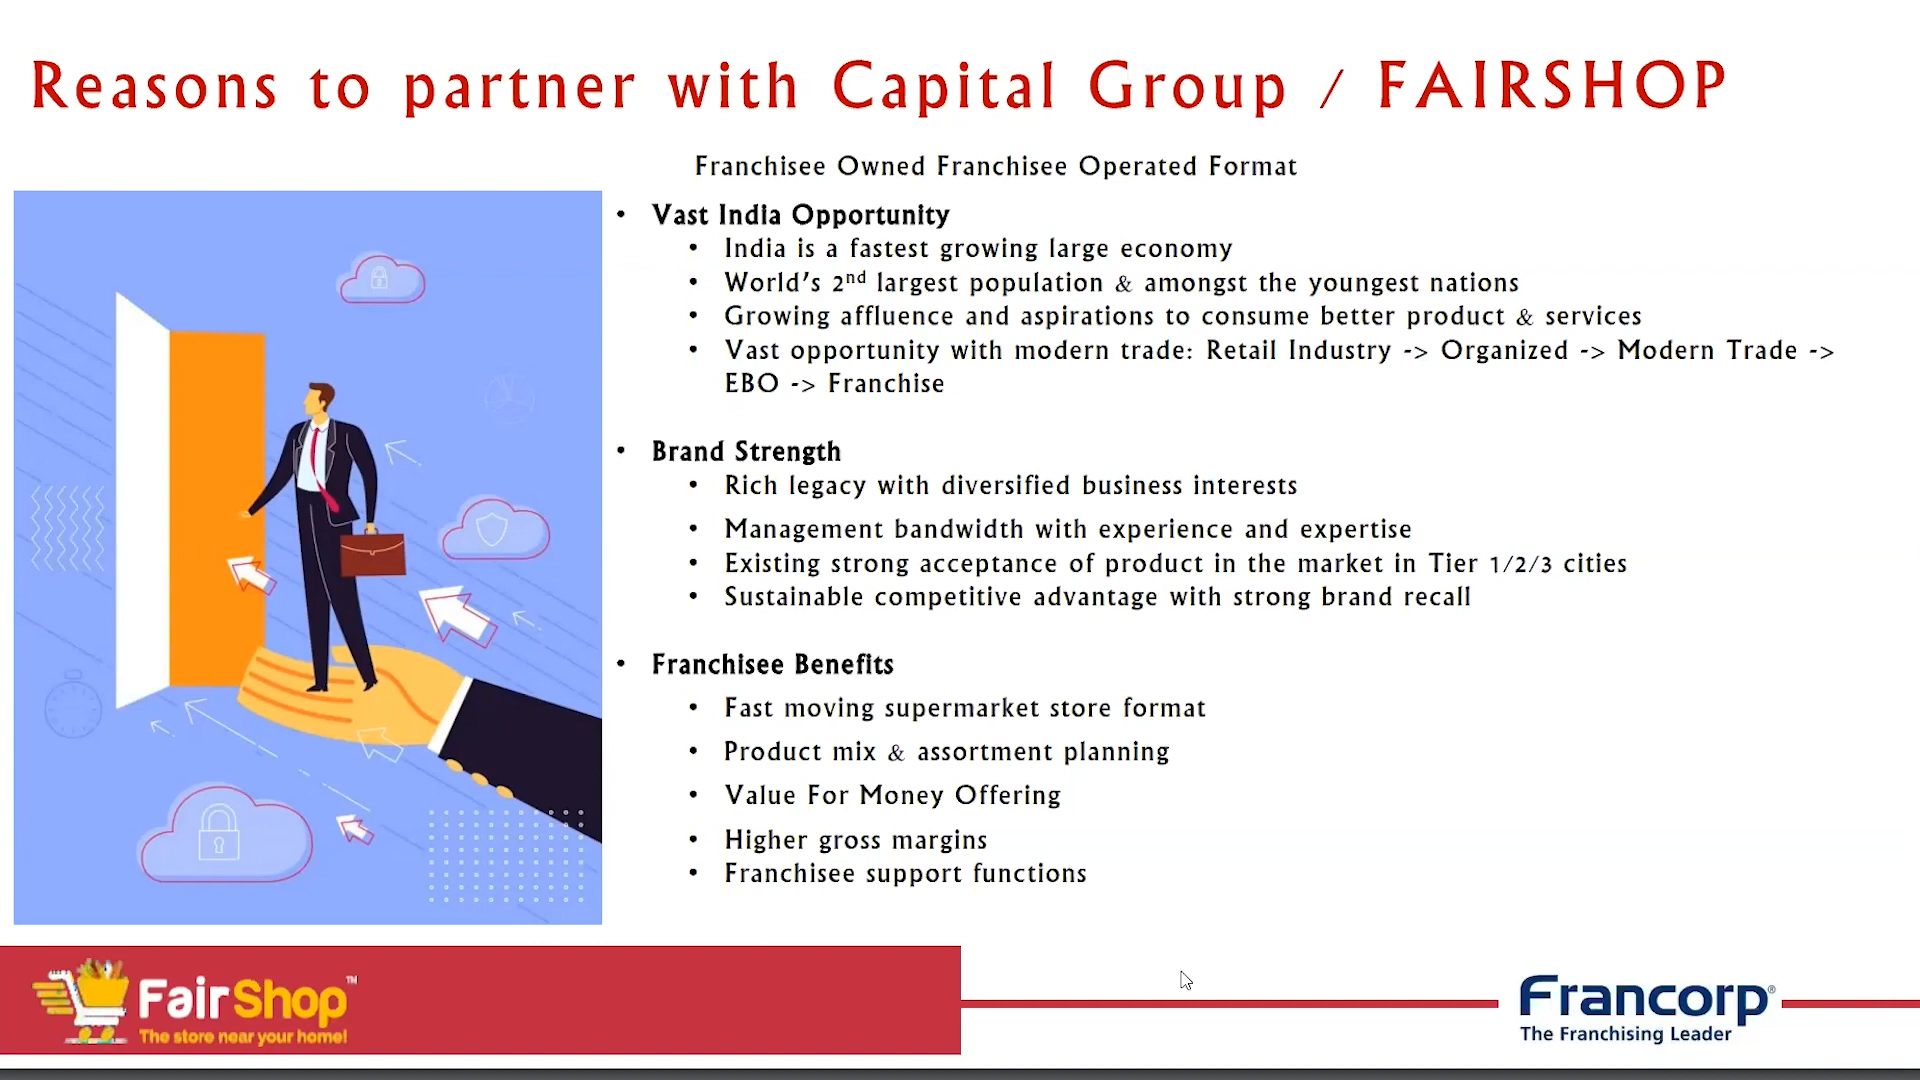 Reasons to partner with Capital Group / FAIRSHOP
Franchisee Owned Franchisee Operated Format
• Vast India Opportunity
• India is a fastest growing large economy
• World's 2nd largest population & amongst the youngest nations
• Growing affluence and aspirations to consume better product & services
• Vast opportunity with modern trade: Retail Industry -> Organized -> Modern Trade ->
EBO -> Franchise
• Brand Strength
• Rich legacy with diversified business interests
• Management bandwidth with experience and expertise
• Existing strong acceptance of product in the market in Tier 1/2/3 cities
• Sustainable competitive advantage with strong brand recall
• Franchisee Benefits
• Fast moving supermarket store format
• Product mix & assortment planning
• Value For Money Offering
• Higher gross margins
• Franchisee support functions
FairShop™
The store near your home!
Francorp®
The Franchising Leader